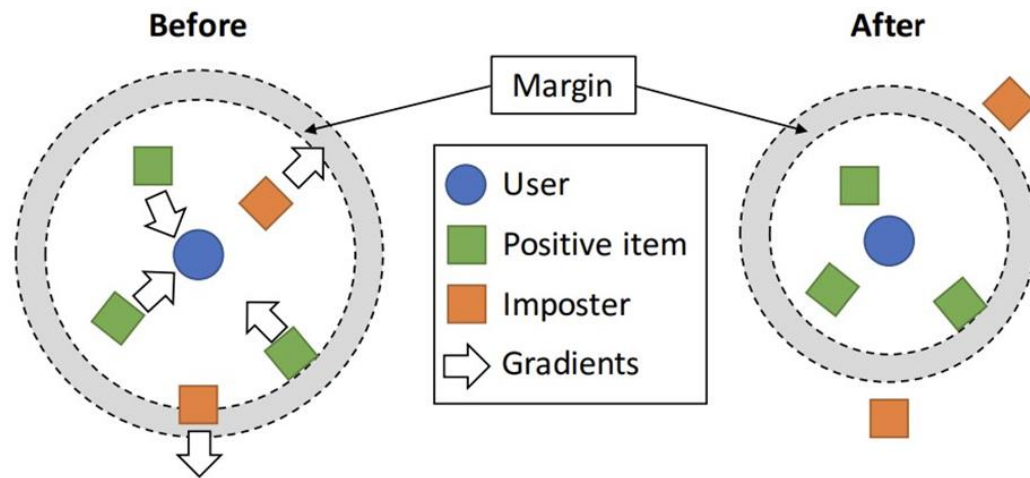 Before
After
Margin
User
Positive item
Imposter
Gradients